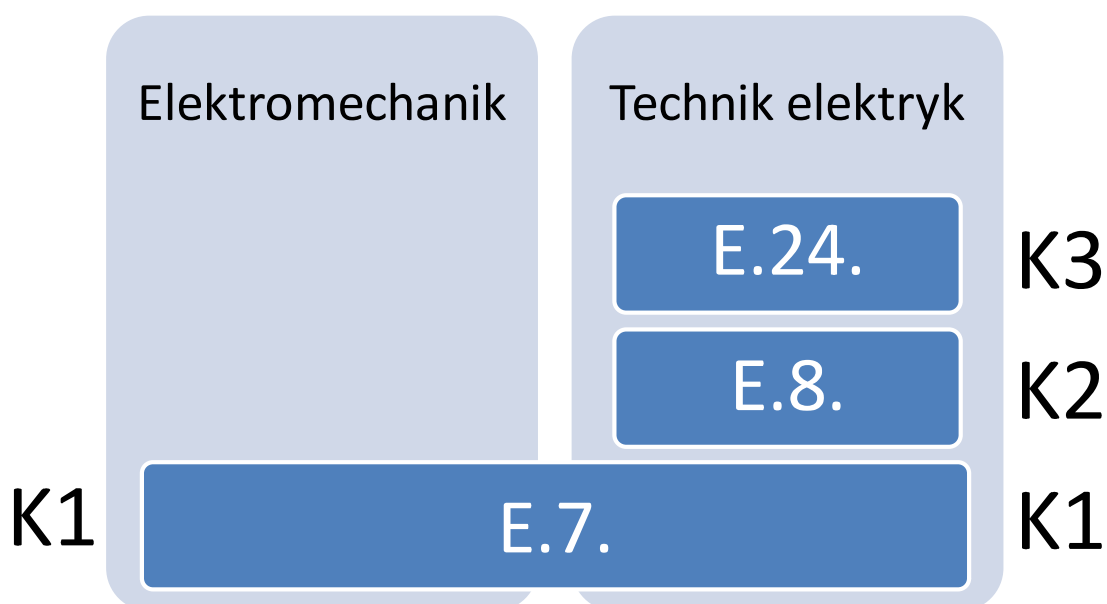 Elektromechanik
Technik elektryk
E.24.
K3
E.8.
K2
K1
E.7.
K1